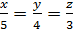 x/5 = y/4 = z/3